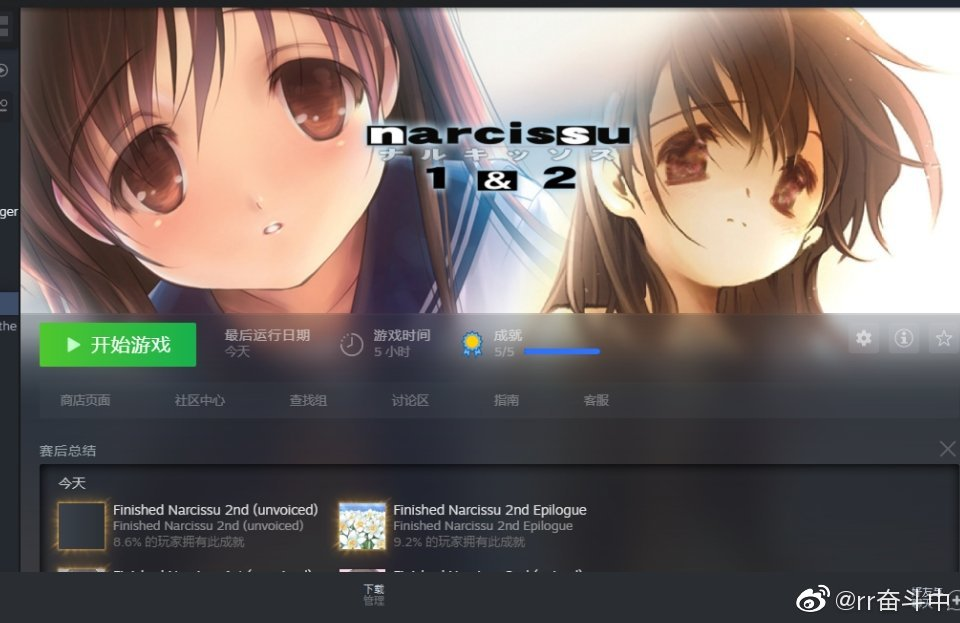 narcissu
ナルキッソス
1 & 2
ger
the
开始游戏
最后运行日期
今天
游戏时间
5 小时
成就
5/5
商店页面
社区中心
查找组
讨论区
指南
客服
赛后总结
今天
Finished Narcissu 2nd (unvoiced)
Finished Narcissu 2nd (unvoiced)
8.6% 的玩家拥有此成就
Finished Narcissu 2nd Epilogue
Finished Narcissu 2nd Epilogue
9.2% 的玩家拥有此成就
下载
管理
@rr奋斗中